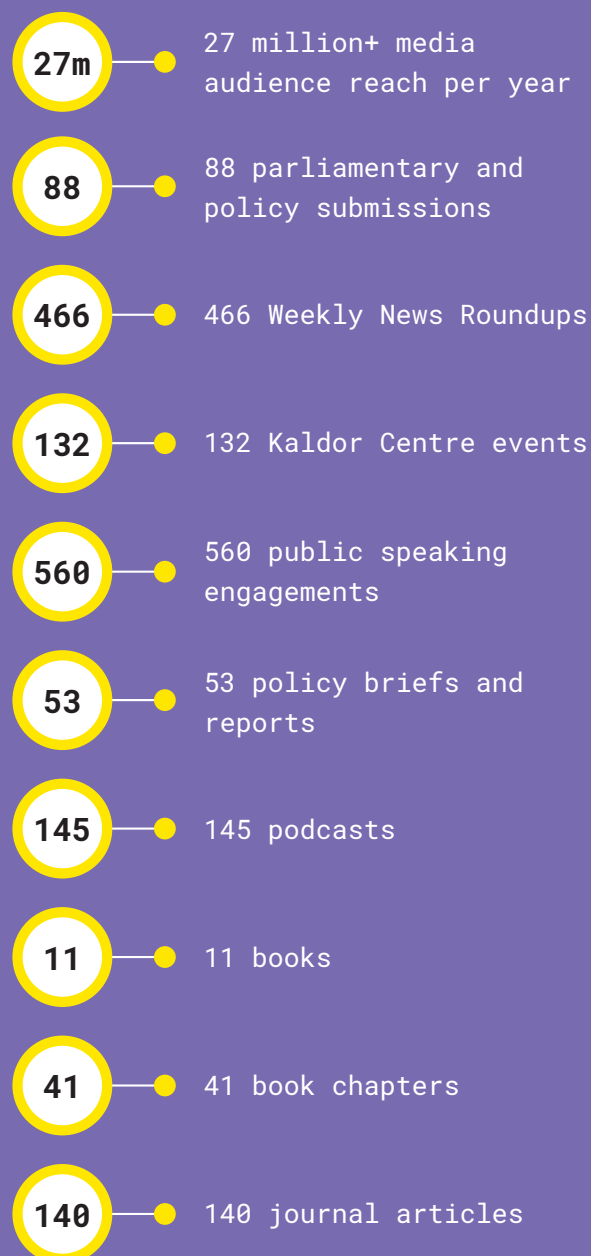 27m
27 million+ media
audience reach per year
88
88 parliamentary and
policy submissions
466
466 Weekly News Roundups
132
132 Kaldor Centre events
560
560 public speaking
engagements
53
53 policy briefs and
reports
145
145 podcasts
11
11 books
41
41 book chapters
140
140 journal articles